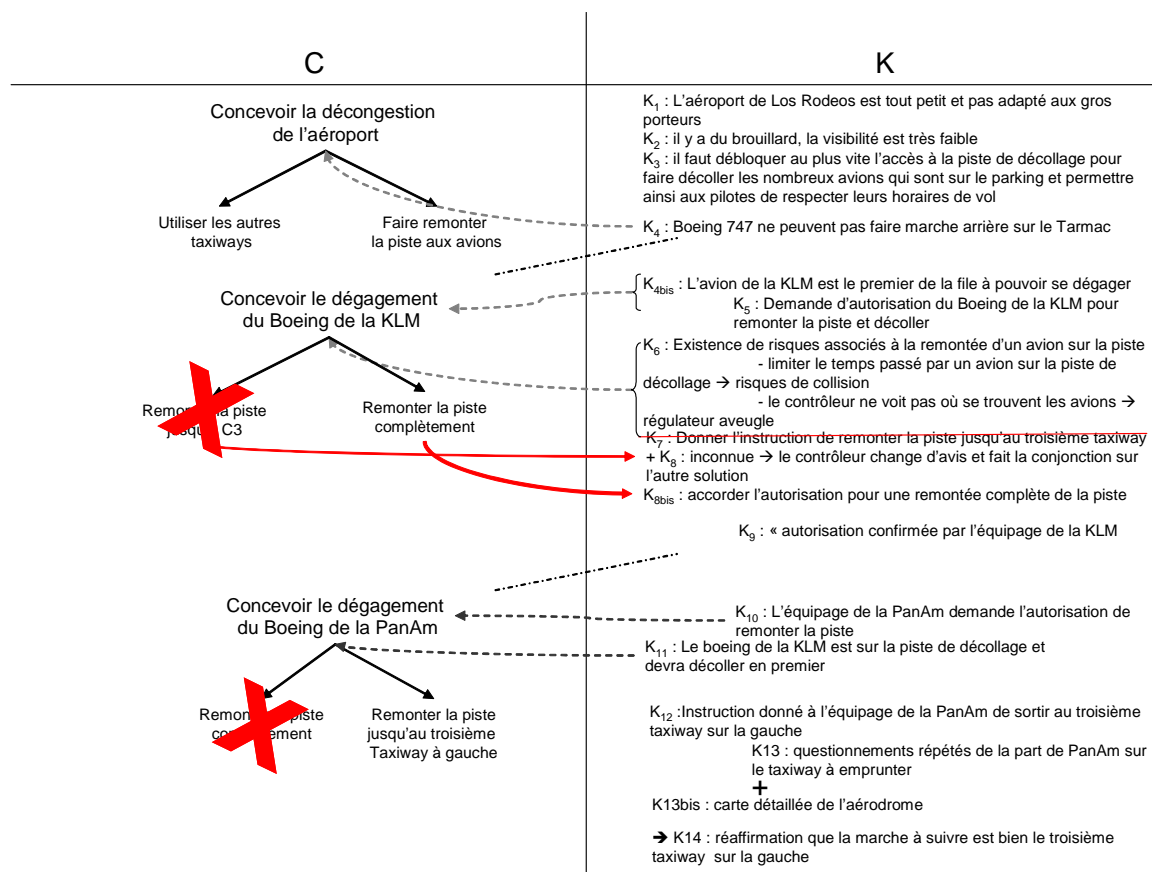 C
K
Concevoir la décongestion
de l'aéroport
Utiliser les autres
taxiways
Faire remonter
la piste aux avions
Concevoir le dégagement
du Boeing de la KLM
Remonter la piste
jusqu' C3
Remonter la piste
complètement
Concevoir le dégagement
du Boeing de la PanAm
Remon piste
co ement
Remonter la piste
jusqu'au troisième
Taxiway à gauche
K1 : L'aéroport de Los Rodeos est tout petit et pas adapté aux gros
porteurs
K2 : il y a du brouillard, la visibilité est très faible
K3 : il faut débloquer au plus vite l'accès à la piste de décollage pour
faire décoller les nombreux avions qui sont sur le parking et permettre
ainsi aux pilotes de respecter leurs horaires de vol
K4 : Boeing 747 ne peuvent pas faire marche arrière sur le Tarmac
K4bis : L'avion de la KLM est le premier de la file à pouvoir se dégager
K5 : Demande d'autorisation du Boeing de la KLM pour
remonter la piste et décoller
K6 : Existence de risques associés à la remontée d'un avion sur la piste
- limiter le temps passé par un avion sur la piste de
décollage → risques de collision
- le contrôleur ne voit pas où se trouvent les avions →
régulateur aveugle
K7 : Donner l'instruction de remonter la piste jusqu'au troisième taxiway
+ K8 : inconnue → le contrôleur change d'avis et fait la conjonction sur
l'autre solution
K8bis : accorder l'autorisation pour une remontée complète de la piste
K9 : « autorisation confirmée par l'équipage de la KLM
K10 : L'équipage de la PanAm demande l'autorisation de
remonter la piste
K11 : Le boeing de la KLM est sur la piste de décollage et
devra décoller en premier
K12 :Instruction donné à l'équipage de la PanAm de sortir au troisième
taxiway sur la gauche
K13 : questionnements répétés de la part de PanAm sur
le taxiway à emprunter
+
K13bis : carte détaillée de l'aérodrome
→ K14 : réaffirmation que la marche à suivre est bien le troisième
taxiway sur la gauche